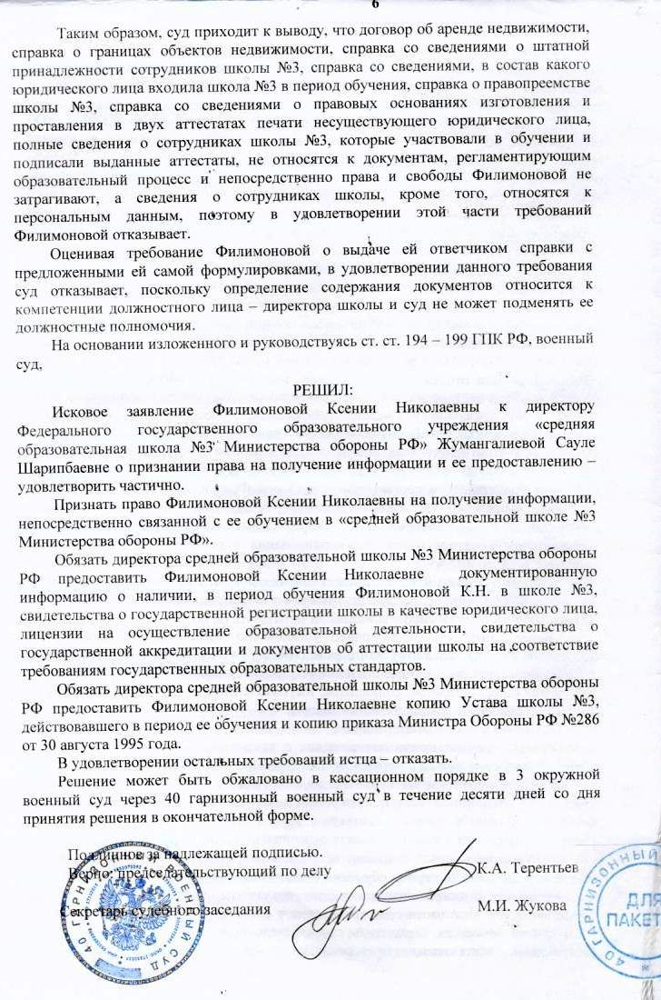 6
Таким образом, суд приходит к выводу, что договор об аренде недвижимости,
справка о границах объектов недвижимости, справка со сведениями о штатной
принадлежности сотрудников школы №3, справка со сведениями, в состав какого
юридического лица входила школа №3 в период обучения, справка о правопреемстве
школы №3, справка со сведениями о правовых основаниях изготовления и
проставления в двух аттестатах печати несуществующего юридического лица,
полные сведения о сотрудниках школы №3, которые участвовали в обучении и
подписали выданные аттестаты, не относятся к документам, регламентирующим
образовательный процесс и непосредственно права и свободы Филимоновой не
затрагивают, а сведения о сотрудниках школы, кроме того, относятся к
персональным данным, поэтому в удовлетворении этой части требований
Филимоновой отказывает.
Оценивая требование Филимоновой о выдаче ей ответчиком справки с
предложенными ей самой формулировками, в удовлетворении данного требования
суд отказывает, поскольку определение содержания документов относится к
компетенции должностного лица – директора школы и суд не может подменять ее
должностные полномочия.
На основании изложенного и руководствуясь ст. ст. 194 – 199 ГПК РФ, военный
суд,
РЕШИЛ:
Исковое заявление Филимоновой Ксении Николаевны к директору
Федерального государственного образовательного учреждения «средняя
образовательная школа №3 Министерства обороны РФ» Жумангалиевой Сауле
Шарипбаевне о признании права на получение информации и ее предоставлению –
удовлетворить частично.
Признать право Филимоновой Ксении Николаевны на получение информации,
непосредственно связанной с ее обучением в «средней образовательной школе №3
Министерства обороны РФ».
Обязать директора средней образовательной школы №3 Министерства обороны
РФ предоставить Филимоновой Ксении Николаевне документированную
информацию о наличии, в период обучения Филимоновой К.Н. в школе №3,
свидетельства о государственной регистрации школы в качестве юридического лица,
лицензии на осуществление образовательной деятельности, свидетельства о
государственной аккредитации и документов об аттестации школы на соответствие
требованиям государственных образовательных стандартов.
Обязать директора средней образовательной школы №3 Министерства обороны
РФ предоставить Филимоновой Ксении Николаевне копию Устава школы №3,
действовавшего в период ее обучения и копию приказа Министра Обороны РФ №286
от 30 августа 1995 года.
В удовлетворении остальных требований истца – отказать.
Решение может быть обжаловано в кассационном порядке в 3 окружной
военный суд через 40 гарнизонный военный суд в течение десяти дней со дня
принятия решения в окончательной форме.
Подлинное за надлежащей подписью.
Верно: председательствующий по делу К.А. Терентьев
Секретарь судебного заседания М.И. Жукова
40 ГАРНИЗОННЫЙ ВОЕННЫЙ СУД
40 ГАРНИЗОННЫЙ
ДЛЯ
ПАКЕТ